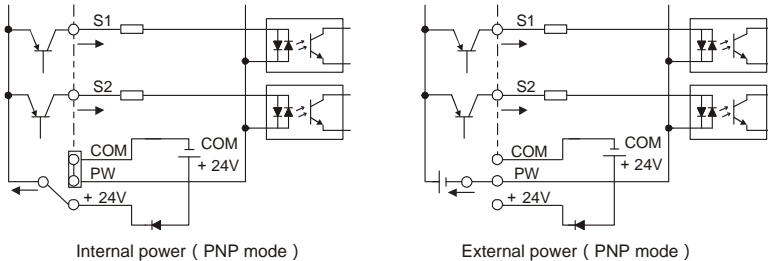 S1
S2
COM
COM
+ 24V
PW
+ 24V
Internal power ( PNP mode )
S1
S2
COM
COM
+ 24V
PW
+ 24V
External power ( PNP mode )